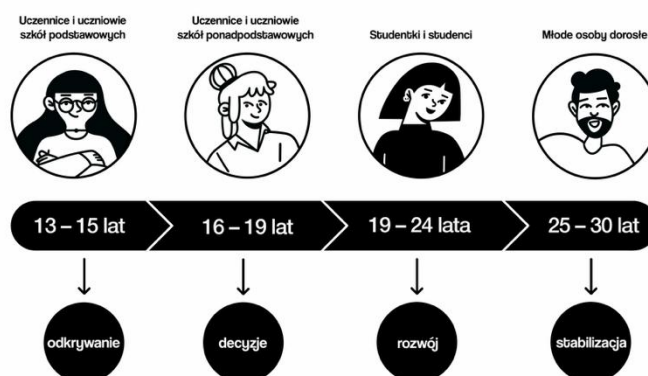 Uczennice i uczniowie
szkół podstawowych
Uczennice i uczniowie
szkół ponadpodstawowych
Studentki i studenci
Młode osoby dorosłe
13 – 15 lat
16 – 19 lat
19 – 24 lata
25 – 30 lat
odkrywanie
decyzje
rozwój
stabilizacja